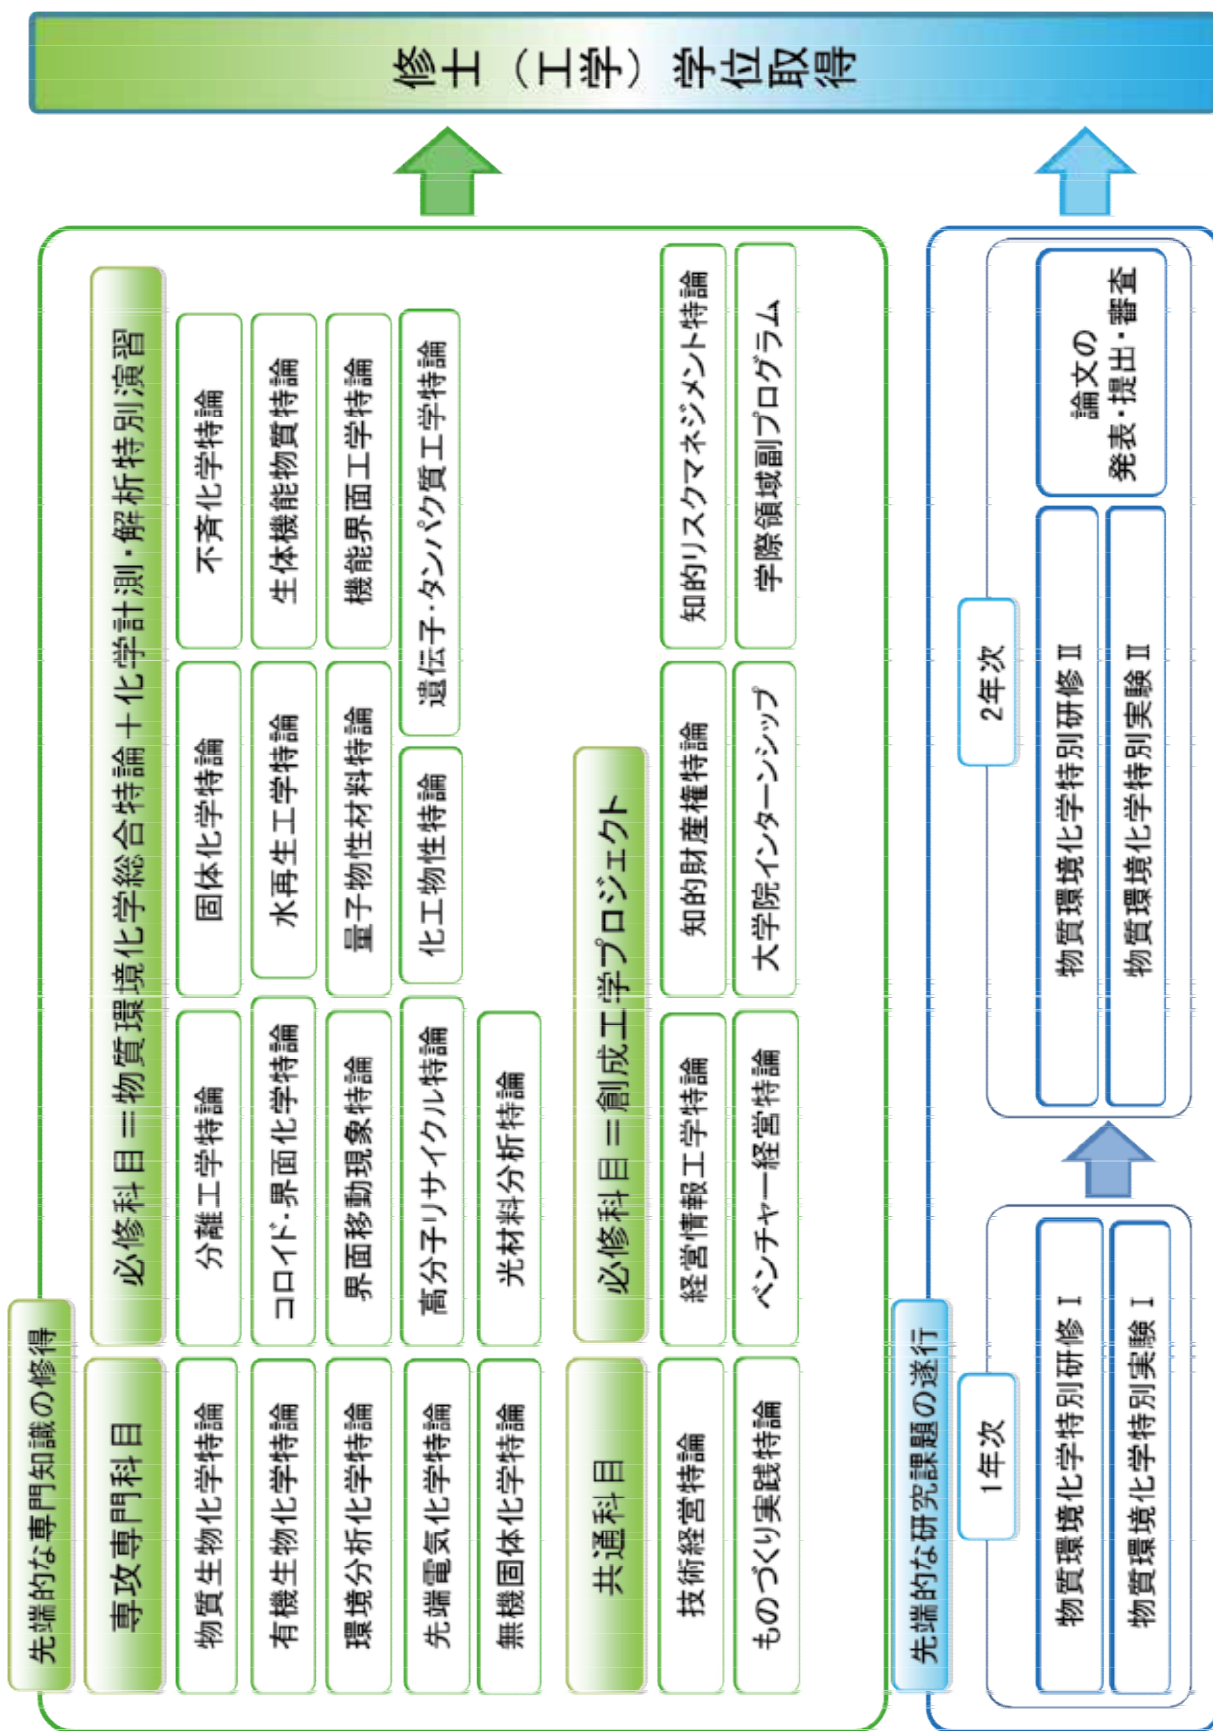 先端的な専門知識の修得
専攻専門科目
必修科目＝物質環境化学総合特論＋化学計測・解析特別演習
物質生物化学特論
分離工学特論
固体化学特論
不斉化学特論
有機生物化学特論
コロイド・界面化学特論
水再生工学特論
生体機能物質特論
環境分析化学特論
界面移動現象特論
量子物性材料特論
機能界面工学特論
先端電気化学特論
高分子リサイクル特論
化工物性特論
遺伝子・タンパク質工学特論
無機固体化学特論
光材料分析特論
共通科目
必修科目＝創成工学プロジェクト
技術経営特論
経営情報工学特論
知的財産権特論
知的リスクマネジメント特論
ものづくり実践特論
ベンチャー経営特論
大学院インターンシップ
学際領域副プログラム
先端的な研究課題の遂行
1年次
物質環境化学特別研修Ⅰ
物質環境化学特別実験Ⅰ
2年次
物質環境化学特別研修Ⅱ
物質環境化学特別実験Ⅱ
論文の
発表・提出・審査
修士（工学）学位取得